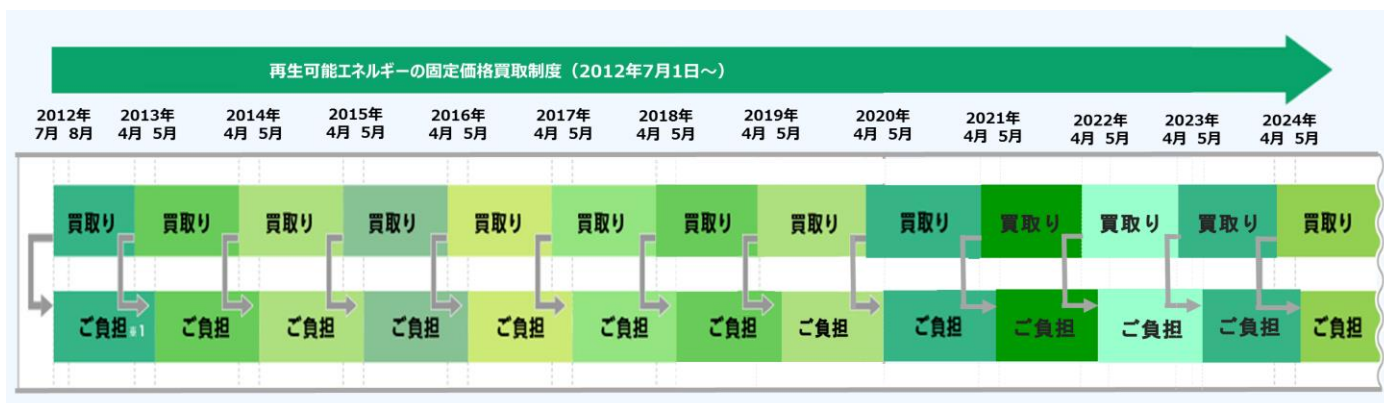 再生可能エネルギーの固定価格買取制度（2012年7月1日～）
2012年 2013年 2014年 2015年 2016年 2017年 2018年 2019年 2020年 2021年 2022年 2023年 2024年
7月 8月 4月 5月 4月 5月 4月 5月 4月 5月 4月 5月 4月 5月 4月 5月 4月 5月 4月 5月 4月 5月 4月 5月 4月 5月
買取り 買取り 買取り 買取り 買取り 買取り 買取り 買取り 買取り 買取り 買取り 買取り 買取り
ご負担※1 ご負担 ご負担 ご負担 ご負担 ご負担 ご負担 ご負担 ご負担 ご負担 ご負担 ご負担 ご負担